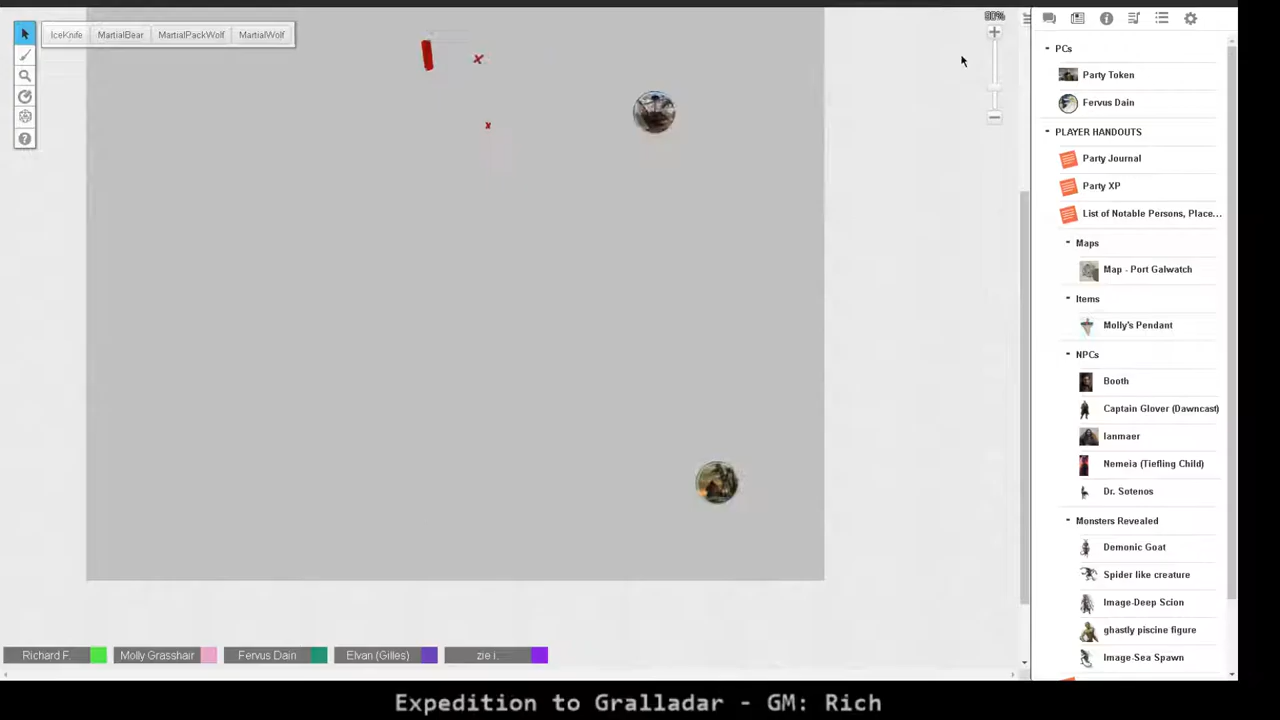 IceKnife MartialBear MartialPackWolf MartialWolf
80%
PCs
Party Token
Fervus Dain
PLAYER HANDOUTS
Party Journal
Party XP
List of Notable Persons, Place...
Maps
Map - Port Galwatch
Items
Molly's Pendant
NPCs
Booth
Captain Glover (Dawncast)
Ianmaer
Nemeia (Tiefling Child)
Dr. Sotenos
Monsters Revealed
Demonic Goat
Spider like creature
Image-Deep Scion
ghastly piscine figure
Image-Sea Spawn
Richard F. Molly Grasshair Fervus Dain Elvan (Gilles) zie i.
Expedition to Gralladar - GM: Rich